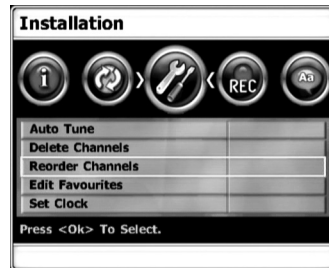 Installation
i
REC
Aa
Auto Tune
Delete Channels
Reorder Channels
Edit Favourites
Set Clock
Press <Ok> To Select.